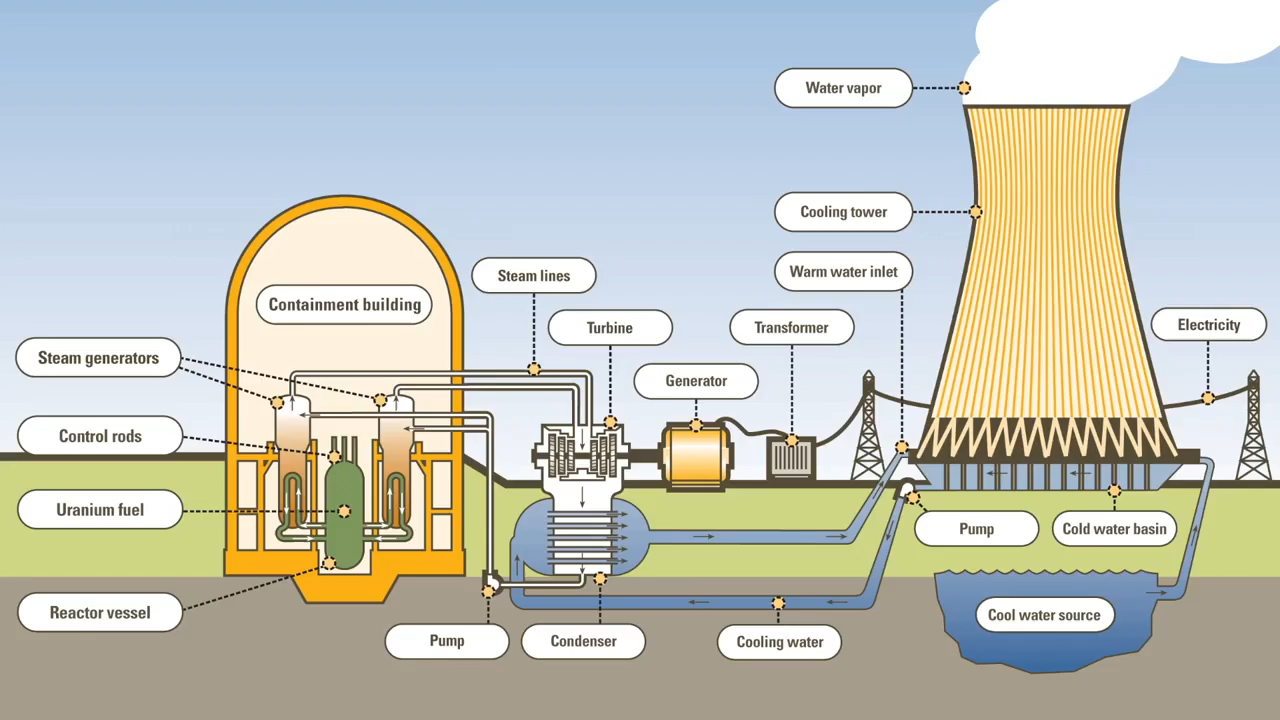 Water vapor
Cooling tower
Warm water inlet
Steam lines
Containment building
Turbine
Transformer
Electricity
Steam generators
Generator
Control rods
Uranium fuel
Pump
Cold water basin
Reactor vessel
Cool water source
Pump
Condenser
Cooling water